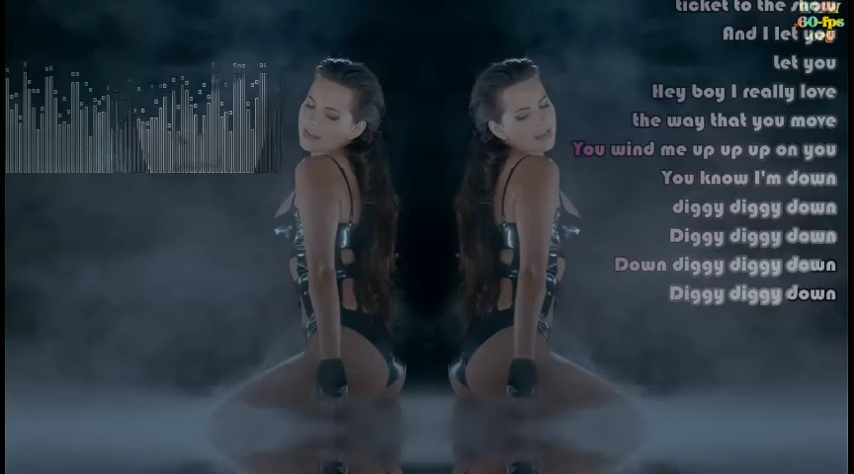 ticket to the show
60-fps
And I let you
Let you
Hey boy I really love
the way that you move
You wind me up up up on you
You know I'm down
diggy diggy down
Diggy diggy down
Down diggy diggy down
Diggy diggy down